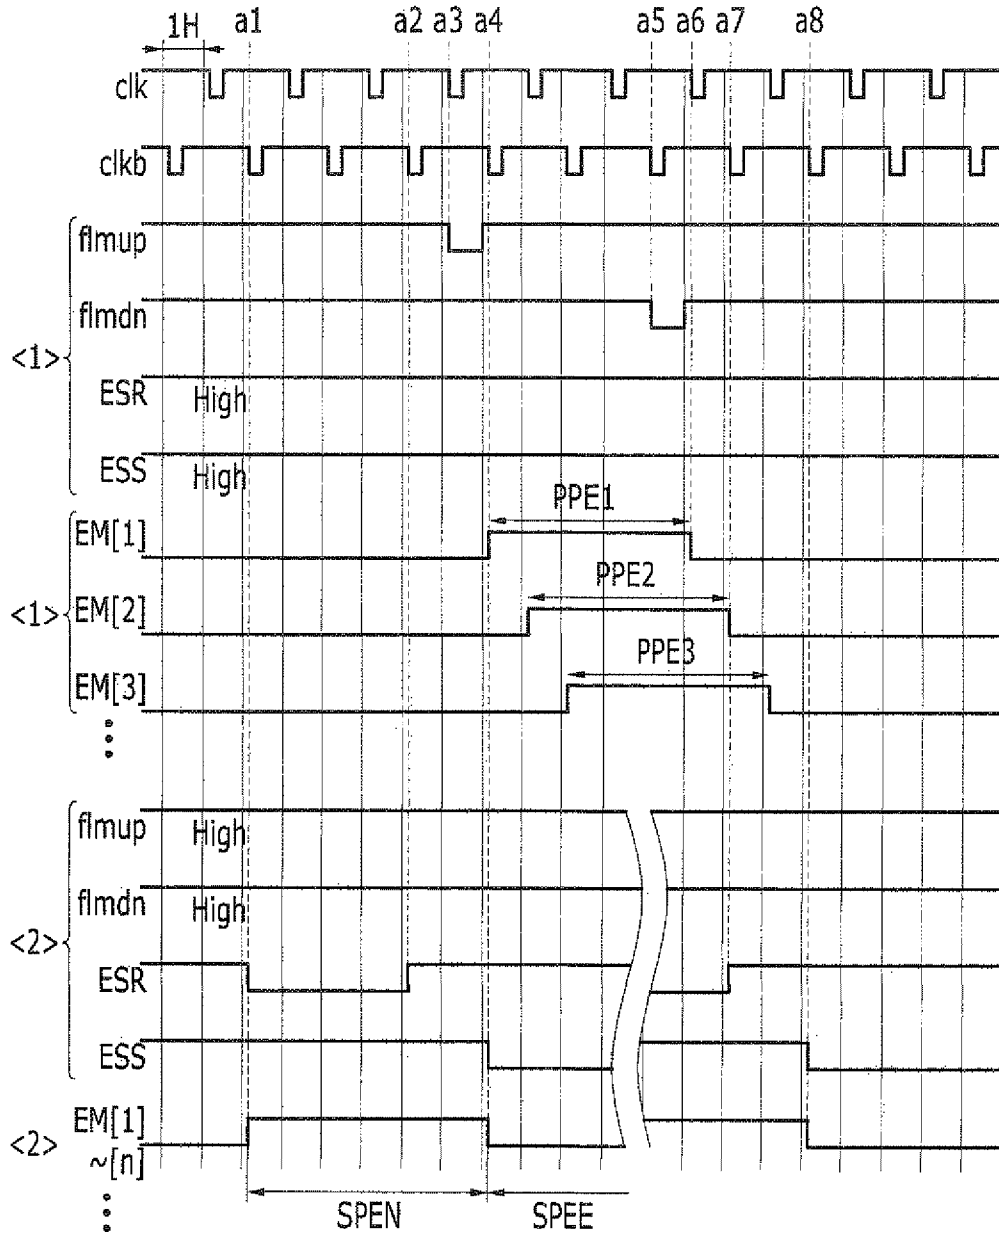 1H a1 a2 a3 a4 a5 a6 a7 a8
clk
clkb
<1>
flmup
flmdn
ESR High
ESS High
<1>
EM[1] PPE1
EM[2] PPE2
EM[3] PPE3
<2>
flmup High
flmdn High
ESR
ESS
<2> EM[1]
~[n]
SPEN SPEE